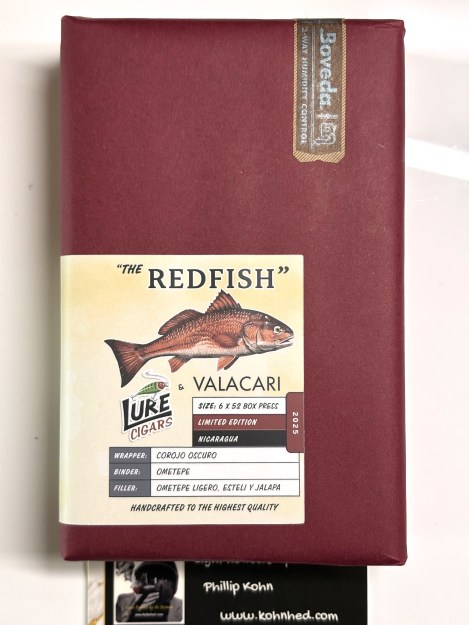 Boveda
2-WAY HUMIDITY CONTROL
"THE REDFISH"
& VALACARI
LURE
CIGARS
SIZE: 6 X 52 BOX PRESS
LIMITED EDITION
NICARAGUA
2025
WRAPPER: COROJO OSCURO
BINDER: OMETEPE
FILLER: OMETEPE LIGERO, ESTELI Y JALAPA
HANDCRAFTED TO THE HIGHEST QUALITY
Phillip Kohn
www.kohnhed.com